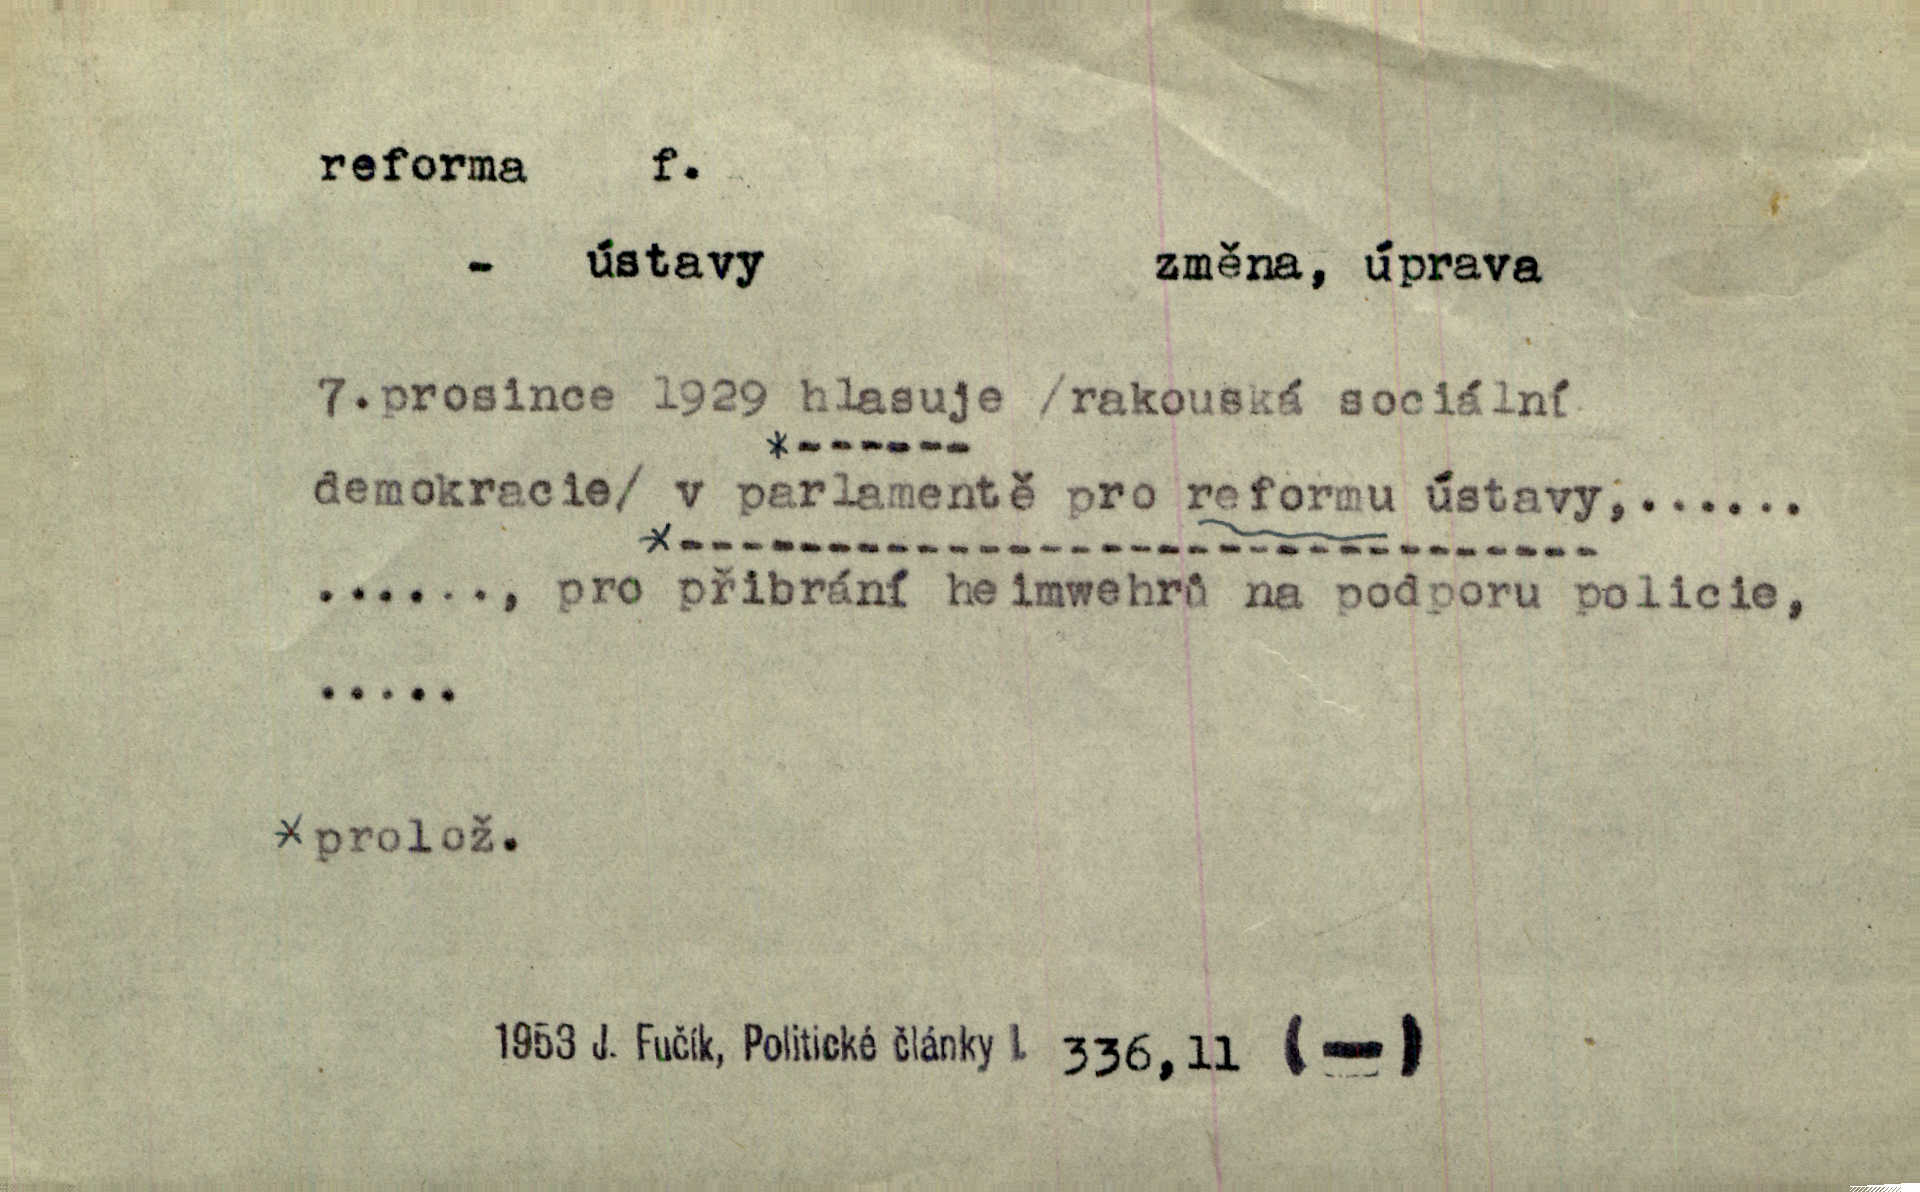 reforma f.
- ústavy změna, úprava
7.prosince 1929 hlasuje /rakouská sociální
*------
demokracie/ v parlamentě pro reformu ústavy,......
*-------------------------------
......, pro přibrání heimwehrů na podporu policie,
.....
*prolož.
1953 J. Fučík, Politické články I. 336,11 (—)